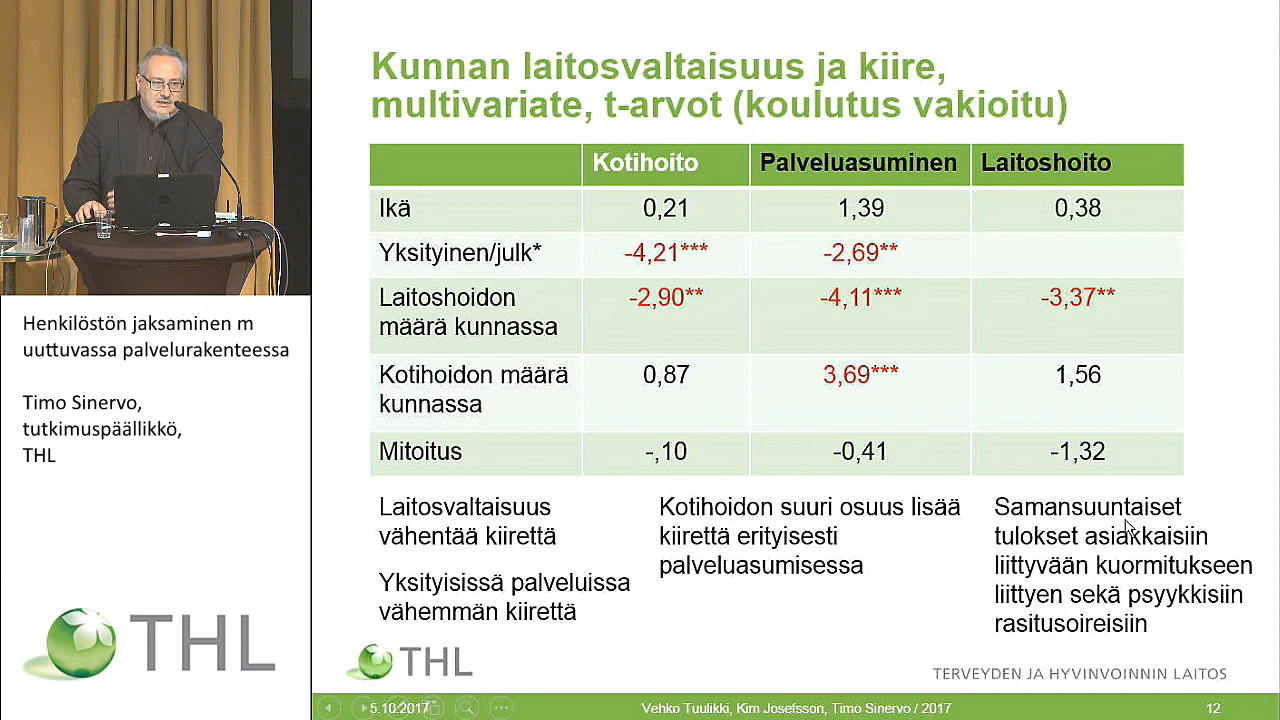 Kunnan laitosvaltaisuus ja kiire,
multivariate, t-arvot (koulutus vakioitu)
Kotihoito Palveluasuminen Laitoshoito
Ikä 0,21 1,39 0,38
Yksityinen/julk* -4,21*** -2,69**
Laitoshoidon -2,90** -4,11*** -3,37**
määrä kunnassa
Kotihoidon määrä 0,87 3,69*** 1,56
kunnassa
Mitoitus -,10 -0,41 -1,32
Laitosvaltaisuus
vähentää kiirettä
Yksityisissä palveluissa
vähemmän kiirettä
Kotihoidon suuri osuus lisää
kiirettä erityisesti
palveluasumisessa
Samansuuntaiset
tulokset asiakkaisiin
liittyvään kuormitukseen
liittyen sekä psyykkisiin
rasitusoireisiin
THL
TERVEYDEN JA HYVINVOINNIN LAITOS
5.10.2017 Vehko Tuulikki, Kim Josefsson, Timo Sinervo / 2017 12
Henkilöstön jaksaminen m
uuttuvassa palvelurakenteessa
Timo Sinervo,
tutkimuspäällikkö,
THL
THL